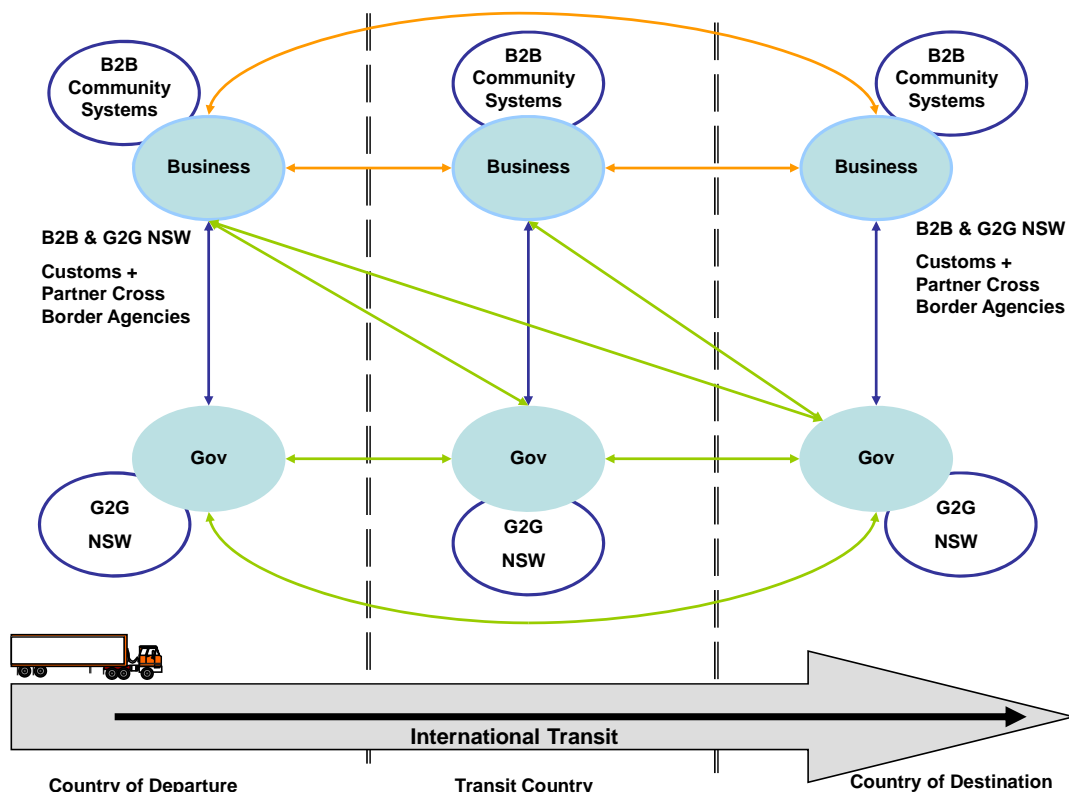 B2B
Community
Systems
B2B
Community
Systems
B2B
Community
Systems
Business
Business
Business
B2B & G2G NSW
Customs +
Partner Cross
Border Agencies
B2B & G2G NSW
Customs +
Partner Cross
Border Agencies
Gov
Gov
Gov
G2G
NSW
G2G
NSW
G2G
NSW
International Transit
Country of Departure
Transit Country
Country of Destination